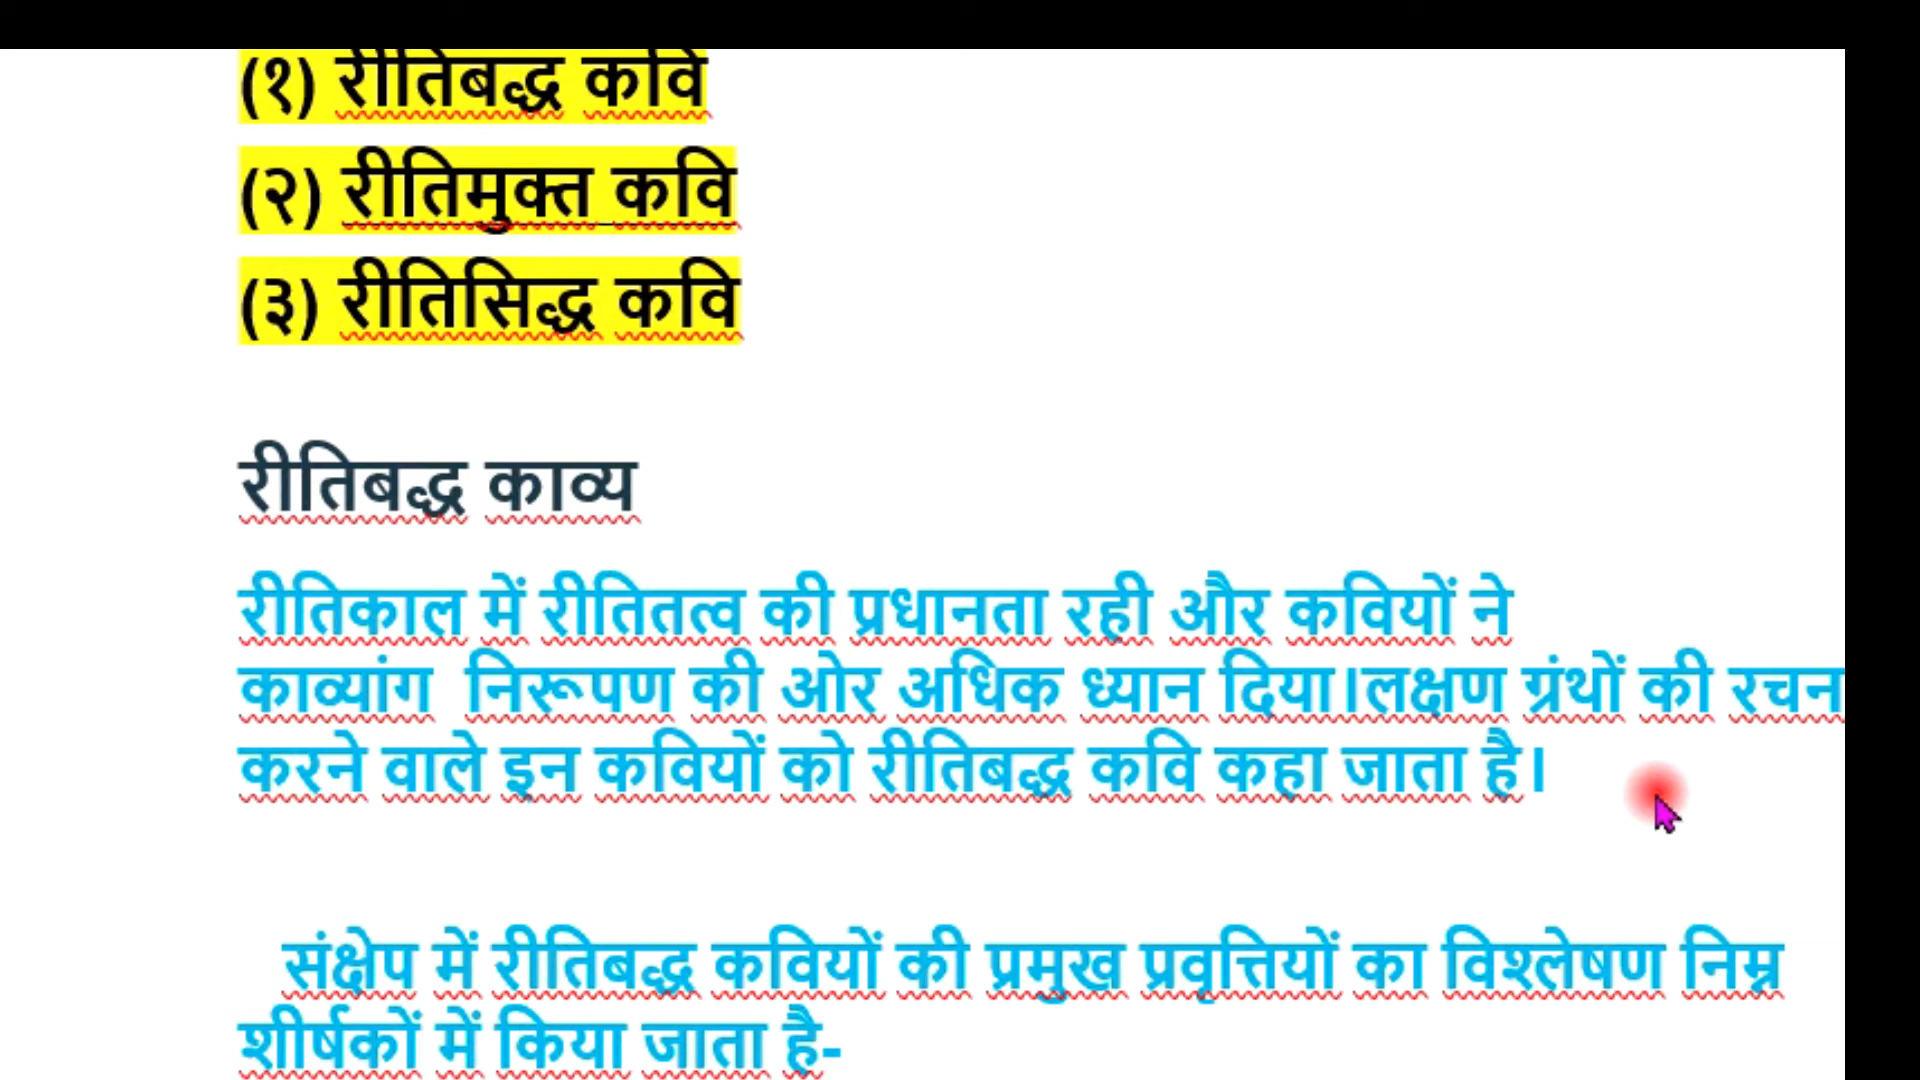 (१) रीतिबद्ध कवि
(२) रीतिमुक्त कवि
(३) रीतिसिद्ध कवि
रीतिबद्ध काव्य
रीतिकाल में रीतितत्व की प्रधानता रही और कवियों ने
काव्यांग निरूपण की ओर अधिक ध्यान दिया।लक्षण ग्रंथों की रचन
करने वाले इन कवियों को रीतिबद्ध कवि कहा जाता है।
संक्षेप में रीतिबद्ध कवियों की प्रमुख प्रवृत्तियों का विश्लेषण निम्न
शीर्षकों में किया जाता है-